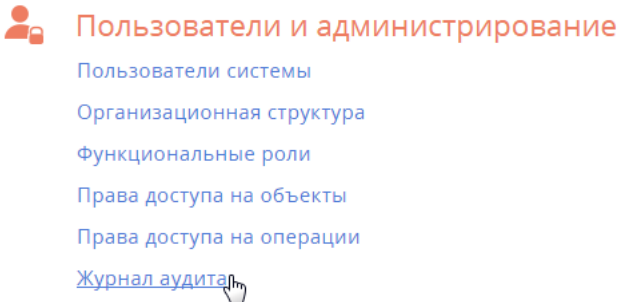 Пользователи и администрирование
Пользователи системы
Организационная структура
Функциональные роли
Права доступа на объекты
Права доступа на операции
Журнал аудита